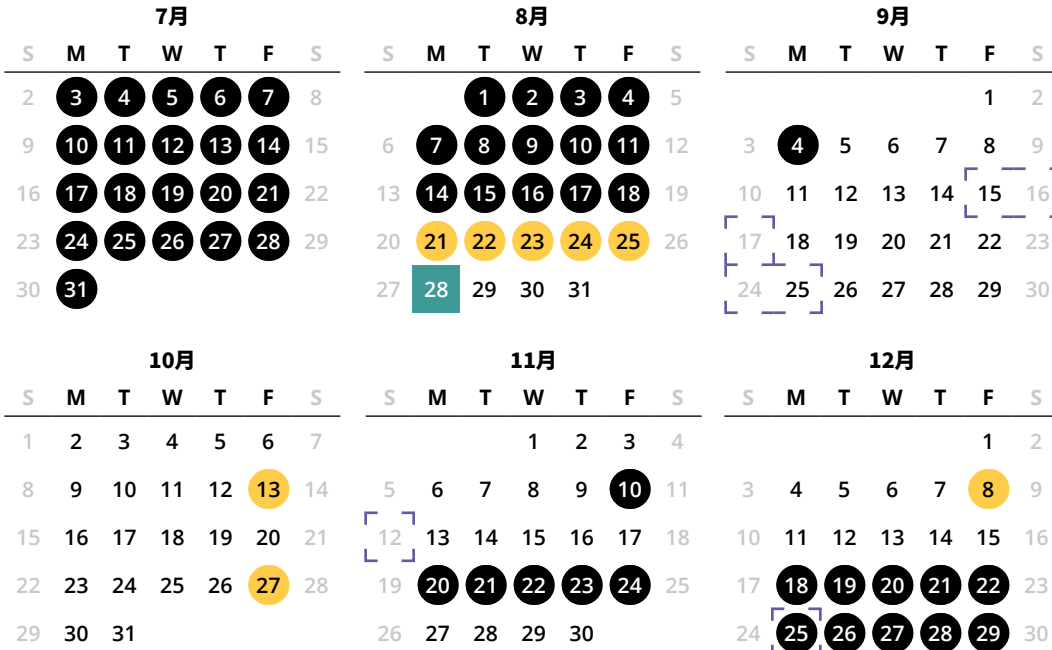 7月
S M T W T F S
2 3 4 5 6 7 8
9 10 11 12 13 14 15
16 17 18 19 20 21 22
23 24 25 26 27 28 29
30 31
8月
S M T W T F S
1 2 3 4 5
6 7 8 9 10 11 12
13 14 15 16 17 18 19
20 21 22 23 24 25 26
27 28 29 30 31
9月
S M T W T F S
1 2
3 4 5 6 7 8 9
10 11 12 13 14 15 16
17 18 19 20 21 22 23
24 25 26 27 28 29 30
10月
S M T W T F S
1 2 3 4 5 6 7
8 9 10 11 12 13 14
15 16 17 18 19 20 21
22 23 24 25 26 27 28
29 30 31
11月
S M T W T F S
1 2 3 4
5 6 7 8 9 10 11
12 13 14 15 16 17 18
19 20 21 22 23 24 25
26 27 28 29 30
12月
S M T W T F S
1 2
3 4 5 6 7 8 9
10 11 12 13 14 15 16
17 18 19 20 21 22 23
24 25 26 27 28 29 30